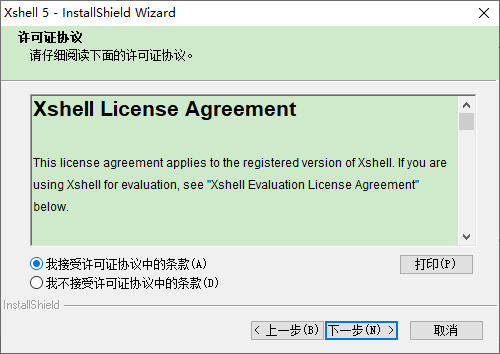 Xshell 5 - InstallShield Wizard
许可证协议
请仔细阅读下面的许可证协议。
Xshell License Agreement
This license agreement applies to the registered version of Xshell. If you are
using Xshell for evaluation, see "Xshell Evaluation License Agreement"
below.
我接受许可证协议中的条款(A)
打印(P)
我不接受许可证协议中的条款(D)
InstallShield
< 上一步(B) 下一步(N) > 取消